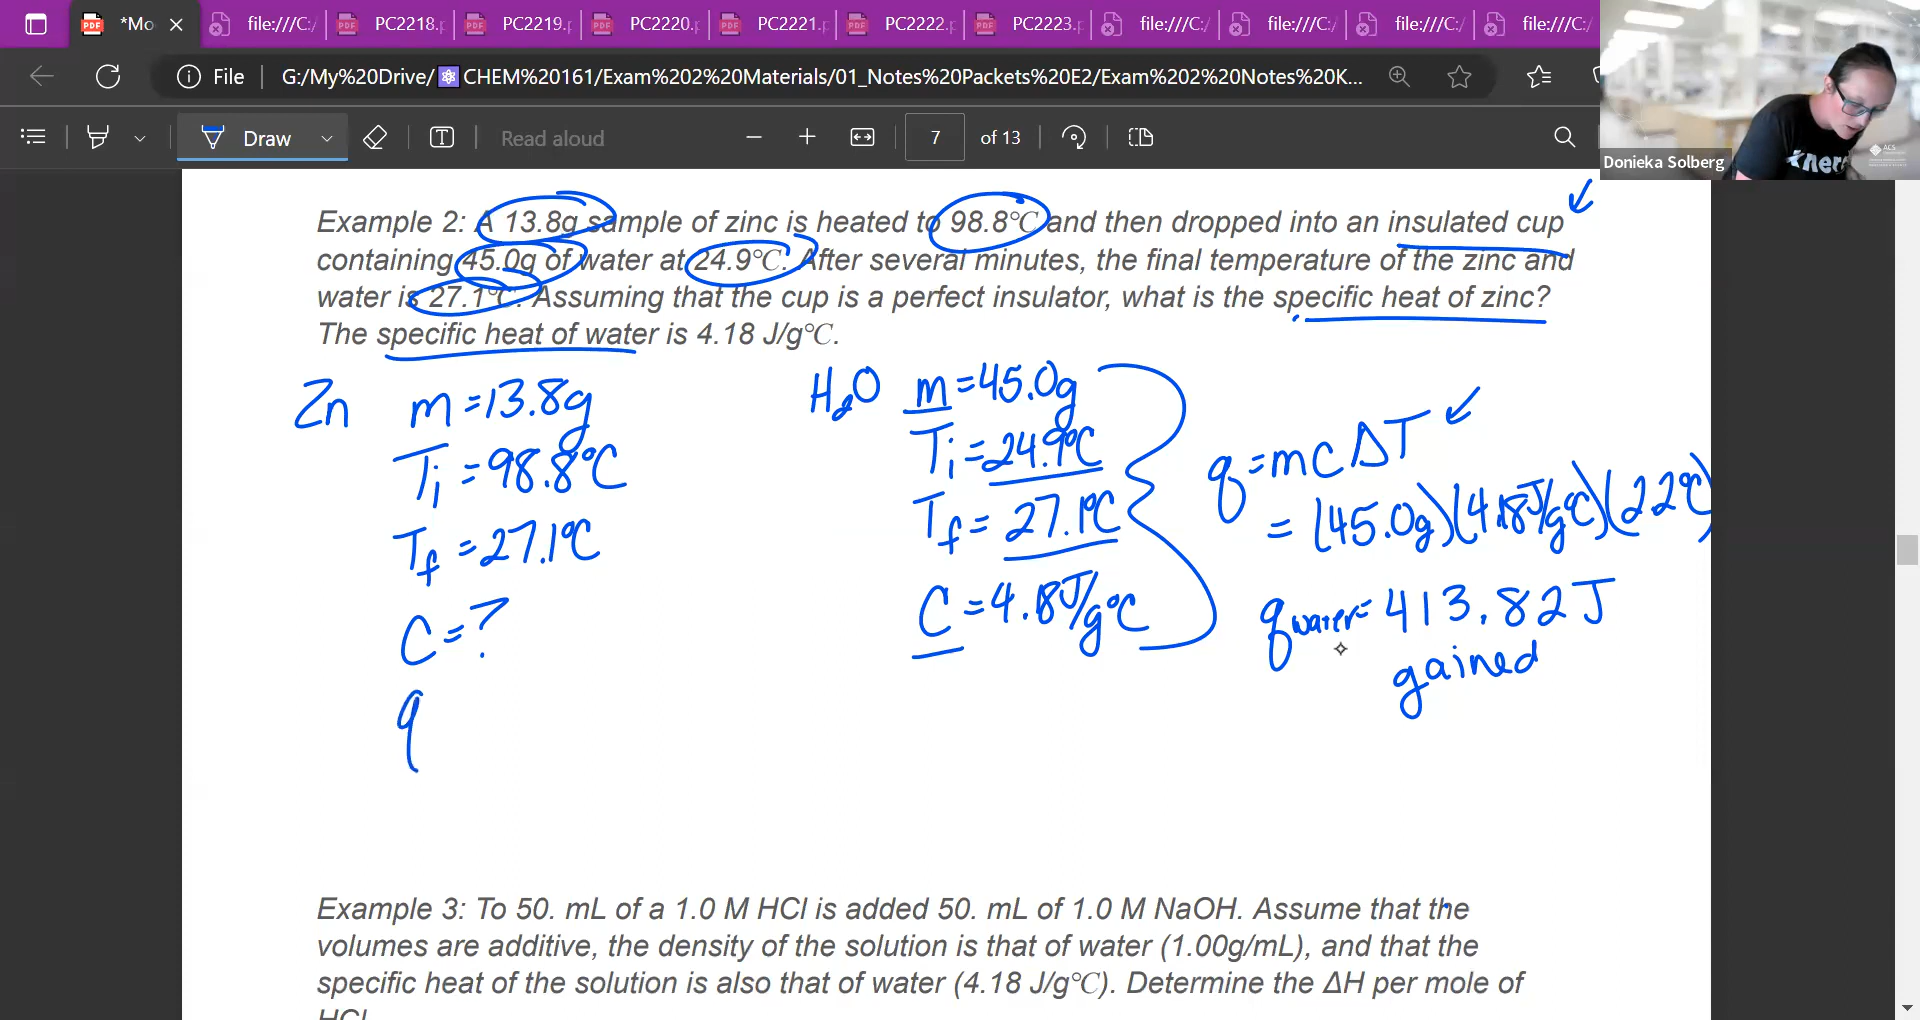 *Mo
file:///C:/
PC2218.p
PC2219.p
PC2220.p
PC2221.p
PC2222.p
PC2223.p
file:///C:/
file:///C:/
file:///C:/
file:///C:/
File G:/My%20Drive/ CHEM%20161/Exam%202%20Materials/01_Notes%20Packets%20E2/Exam%202%20Notes%20K...
Draw Read aloud 7 of 13
Donieka Solberg
Example 2: A 13.8g sample of zinc is heated to 98.8°C and then dropped into an insulated cup
containing 45.0g of water at 24.9°C. After several minutes, the final temperature of the zinc and
water is 27.1°C. Assuming that the cup is a perfect insulator, what is the specific heat of zinc?
The specific heat of water is 4.18 J/g°C.
Zn m=13.8g
Ti=98.8°C
Tf=27.1°C
C=?
q
H2O m=45.0g
Ti=24.9°C
Tf=27.1°C
C=4.18J/g°C
q=mCΔT
=(45.0g)(4.18J/g°C)(2.2°C)
qwater=413.82J
gained
Example 3: To 50. mL of a 1.0 M HCl is added 50. mL of 1.0 M NaOH. Assume that the
volumes are additive, the density of the solution is that of water (1.00g/mL), and that the
specific heat of the solution is also that of water (4.18 J/g°C). Determine the ΔH per mole of
HCl